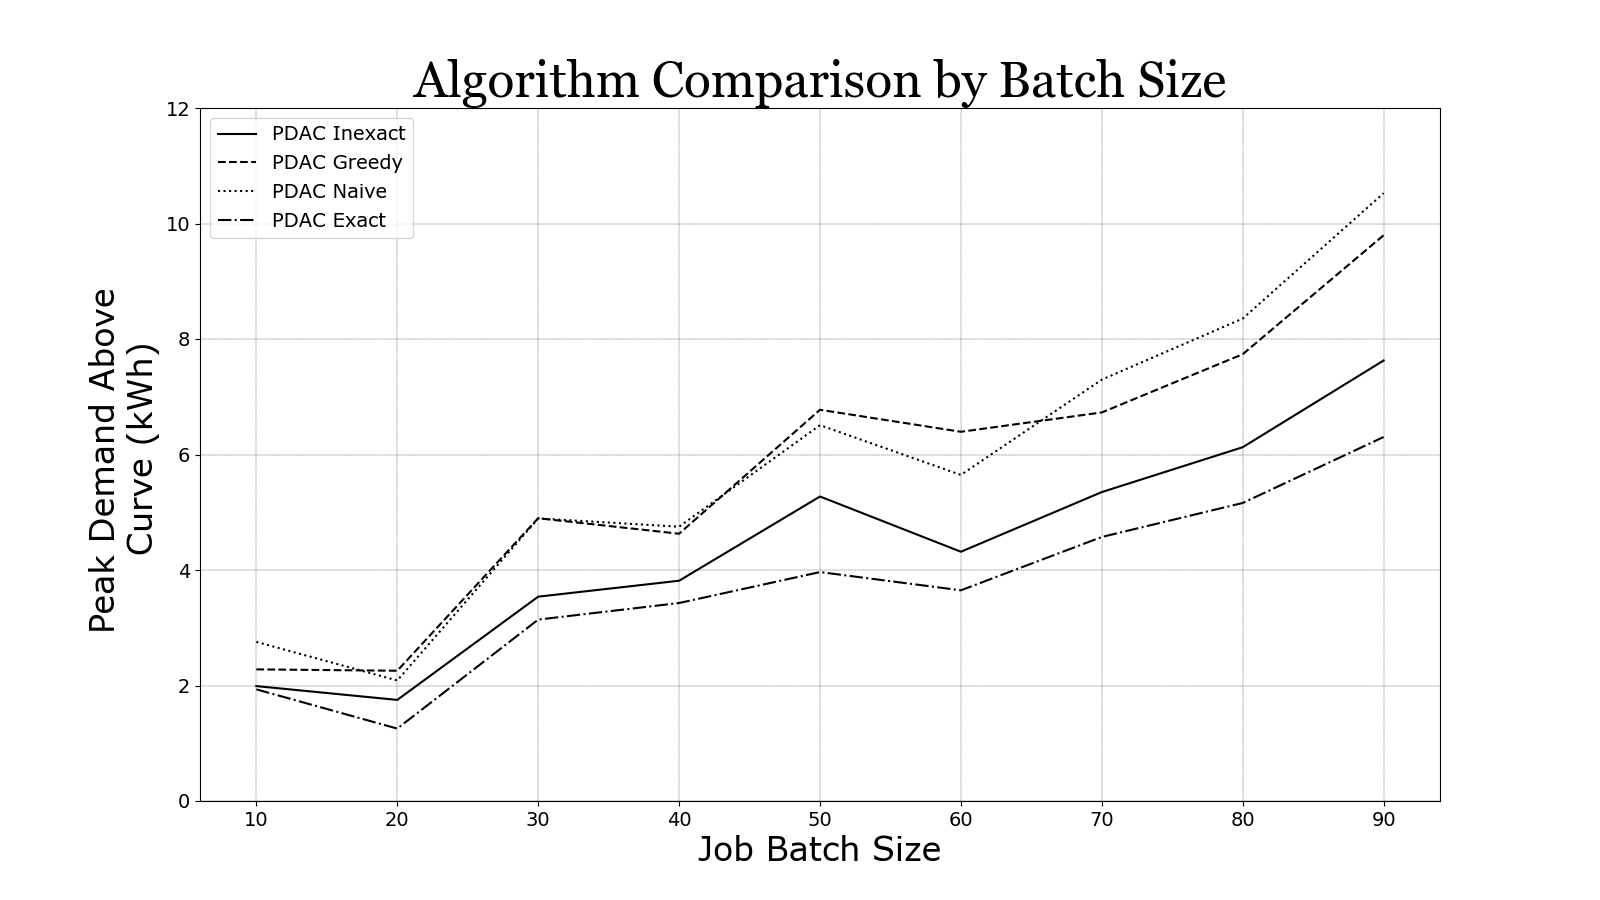 Algorithm Comparison by Batch Size
PDAC Inexact
PDAC Greedy
PDAC Naive
PDAC Exact
Peak Demand Above
Curve (kWh)
12
10
8
6
4
2
0
10 20 30 40 50 60 70 80 90
Job Batch Size